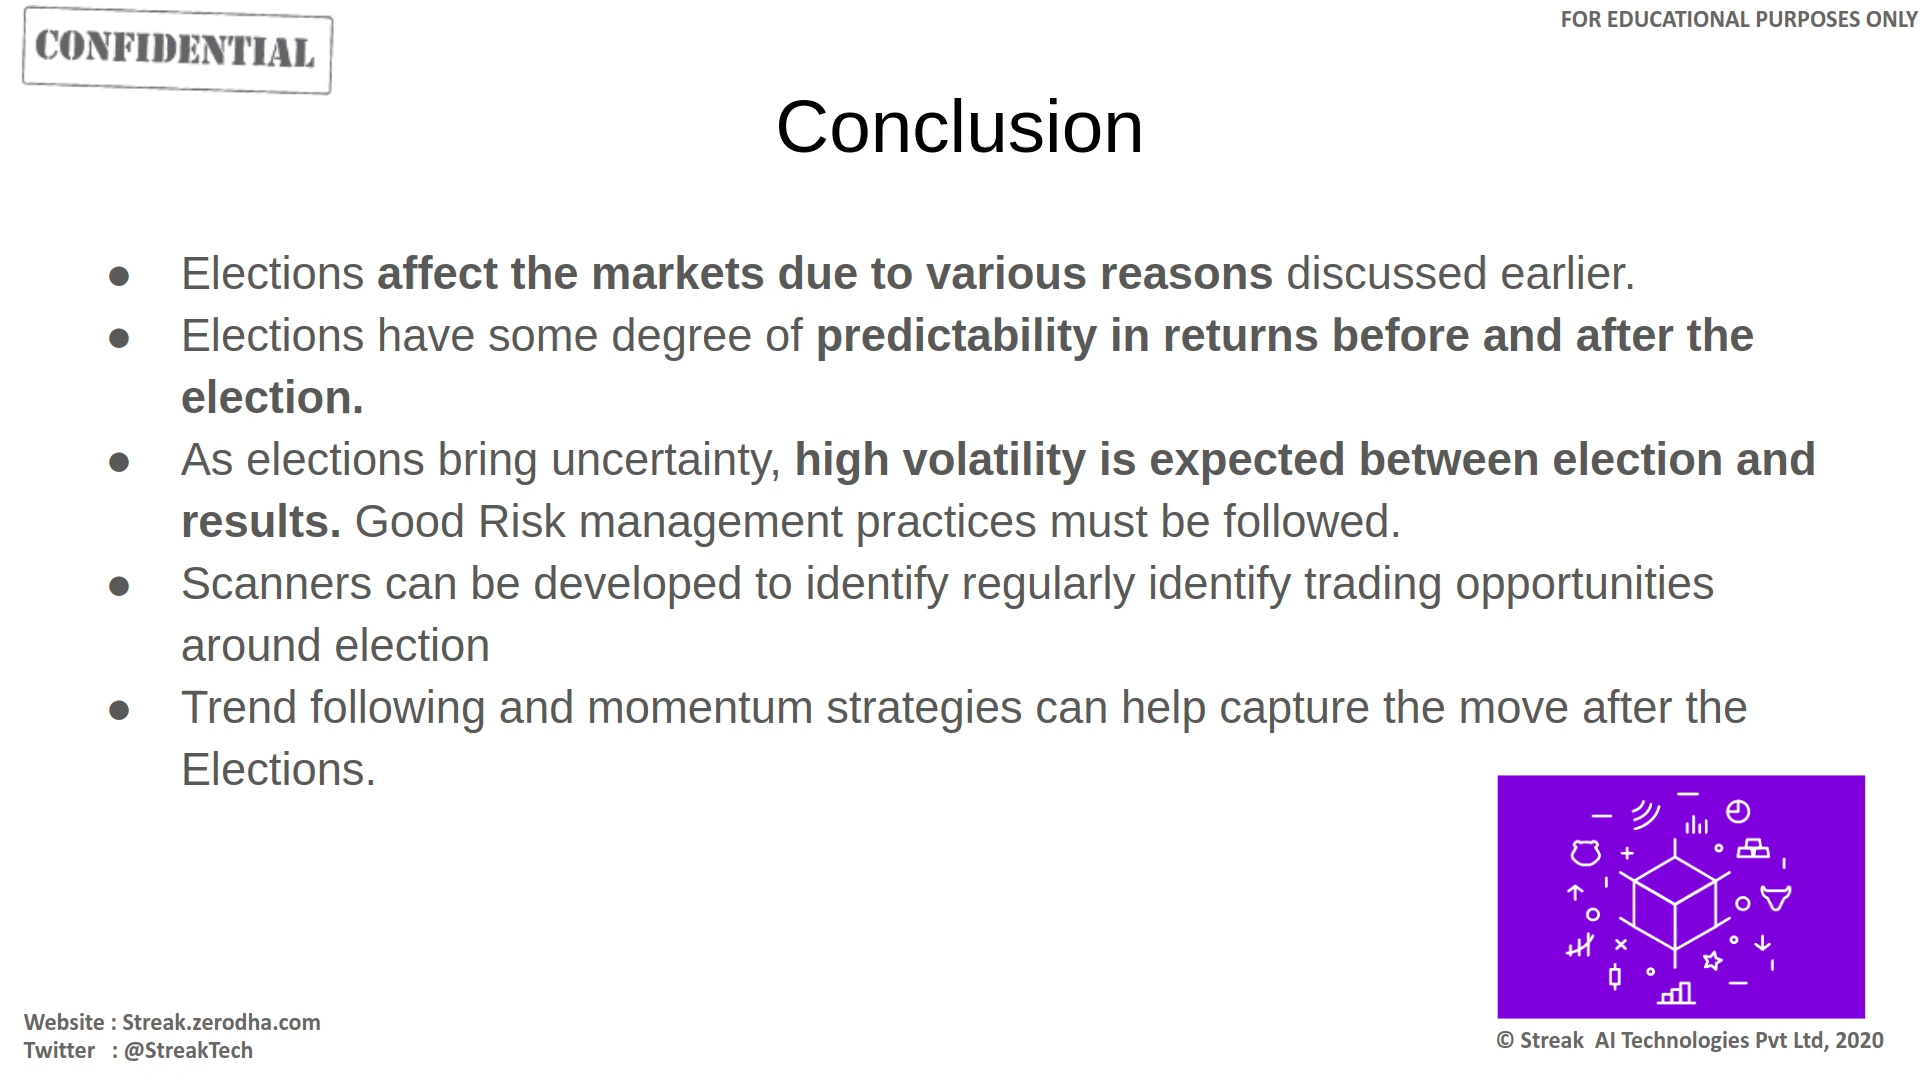 CONFIDENTIAL
FOR EDUCATIONAL PURPOSES ONLY
Conclusion
● Elections affect the markets due to various reasons discussed earlier.
● Elections have some degree of predictability in returns before and after the
election.
● As elections bring uncertainty, high volatility is expected between election and
results. Good Risk management practices must be followed.
● Scanners can be developed to identify regularly identify trading opportunities
around election
● Trend following and momentum strategies can help capture the move after the
Elections.
Website : Streak.zerodha.com
Twitter : @StreakTech
© Streak AI Technologies Pvt Ltd, 2020